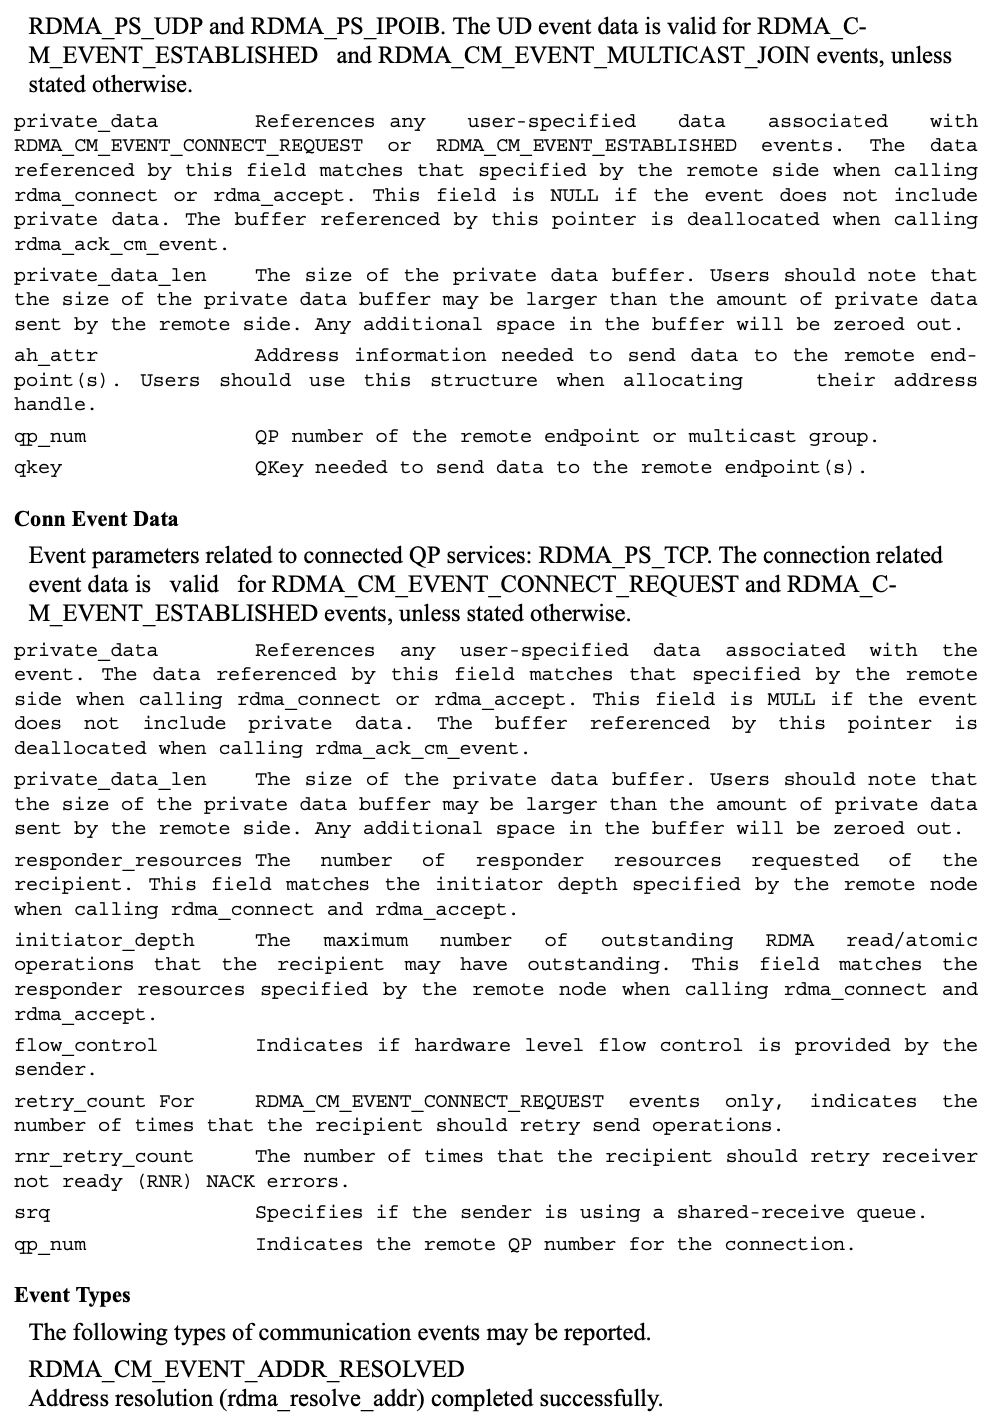 RDMA_PS_UDP and RDMA_PS_IPOIB. The UD event data is valid for RDMA_C-
M_EVENT_ESTABLISHED and RDMA_CM_EVENT_MULTICAST_JOIN events, unless
stated otherwise.
private_data References any user-specified data associated with
RDMA_CM_EVENT_CONNECT_REQUEST or RDMA_CM_EVENT_ESTABLISHED events. The data
referenced by this field matches that specified by the remote side when calling
rdma_connect or rdma_accept. This field is NULL if the event does not include
private data. The buffer referenced by this pointer is deallocated when calling
rdma_ack_cm_event.
private_data_len The size of the private data buffer. Users should note that
the size of the private data buffer may be larger than the amount of private data
sent by the remote side. Any additional space in the buffer will be zeroed out.
ah_attr Address information needed to send data to the remote end-
point(s). Users should use this structure when allocating their address
handle.
qp_num QP number of the remote endpoint or multicast group.
qkey QKey needed to send data to the remote endpoint(s).
Conn Event Data
Event parameters related to connected QP services: RDMA_PS_TCP. The connection related
event data is valid for RDMA_CM_EVENT_CONNECT_REQUEST and RDMA_C-
M_EVENT_ESTABLISHED events, unless stated otherwise.
private_data References any user-specified data associated with the
event. The data referenced by this field matches that specified by the remote
side when calling rdma_connect or rdma_accept. This field is MULL if the event
does not include private data. The buffer referenced by this pointer is
deallocated when calling rdma_ack_cm_event.
private_data_len The size of the private data buffer. Users should note that
the size of the private data buffer may be larger than the amount of private data
sent by the remote side. Any additional space in the buffer will be zeroed out.
responder_resources The number of responder resources requested of the
recipient. This field matches the initiator depth specified by the remote node
when calling rdma_connect and rdma_accept.
initiator_depth The maximum number of outstanding RDMA read/atomic
operations that the recipient may have outstanding. This field matches the
responder resources specified by the remote node when calling rdma_connect and
rdma_accept.
flow_control Indicates if hardware level flow control is provided by the
sender.
retry_count For RDMA_CM_EVENT_CONNECT_REQUEST events only, indicates the
number of times that the recipient should retry send operations.
rnr_retry_count The number of times that the recipient should retry receiver
not ready (RNR) NACK errors.
srq Specifies if the sender is using a shared-receive queue.
qp_num Indicates the remote QP number for the connection.
Event Types
The following types of communication events may be reported.
RDMA_CM_EVENT_ADDR_RESOLVED
Address resolution (rdma_resolve_addr) completed successfully.